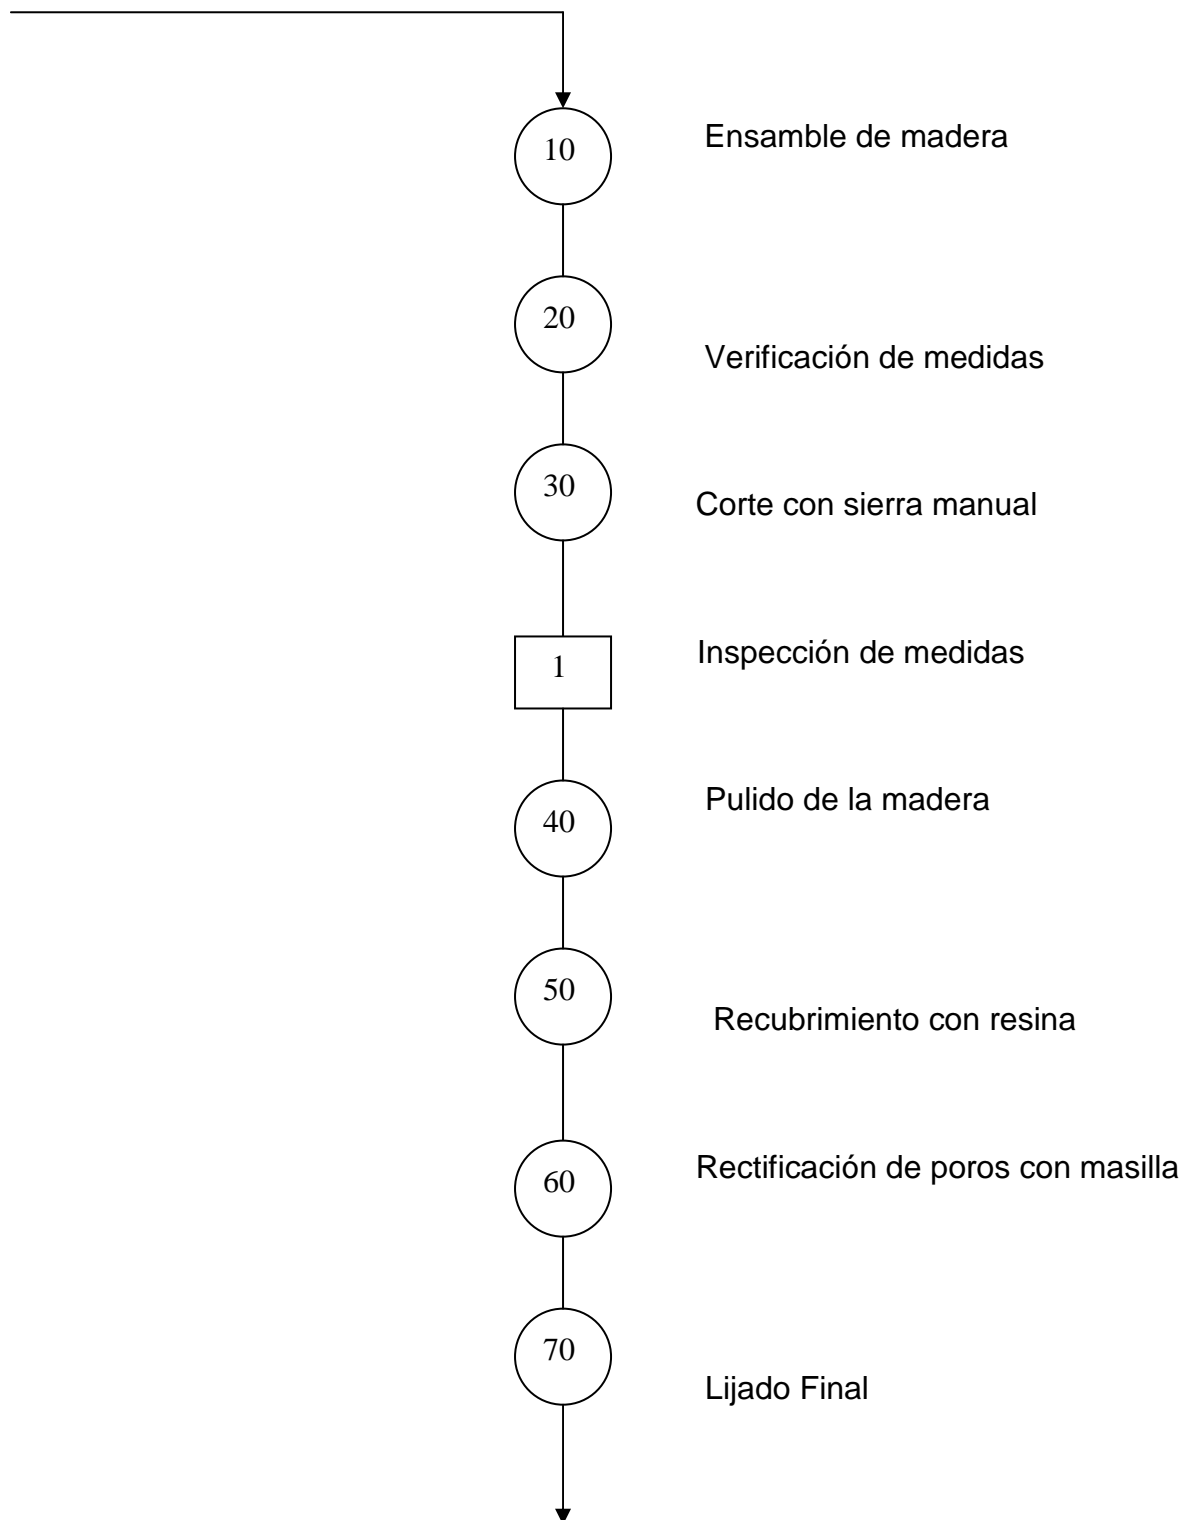 10 Ensamble de madera
20 Verificación de medidas
30 Corte con sierra manual
1 Inspección de medidas
40 Pulido de la madera
50 Recubrimiento con resina
60 Rectificación de poros con masilla
70 Lijado Final